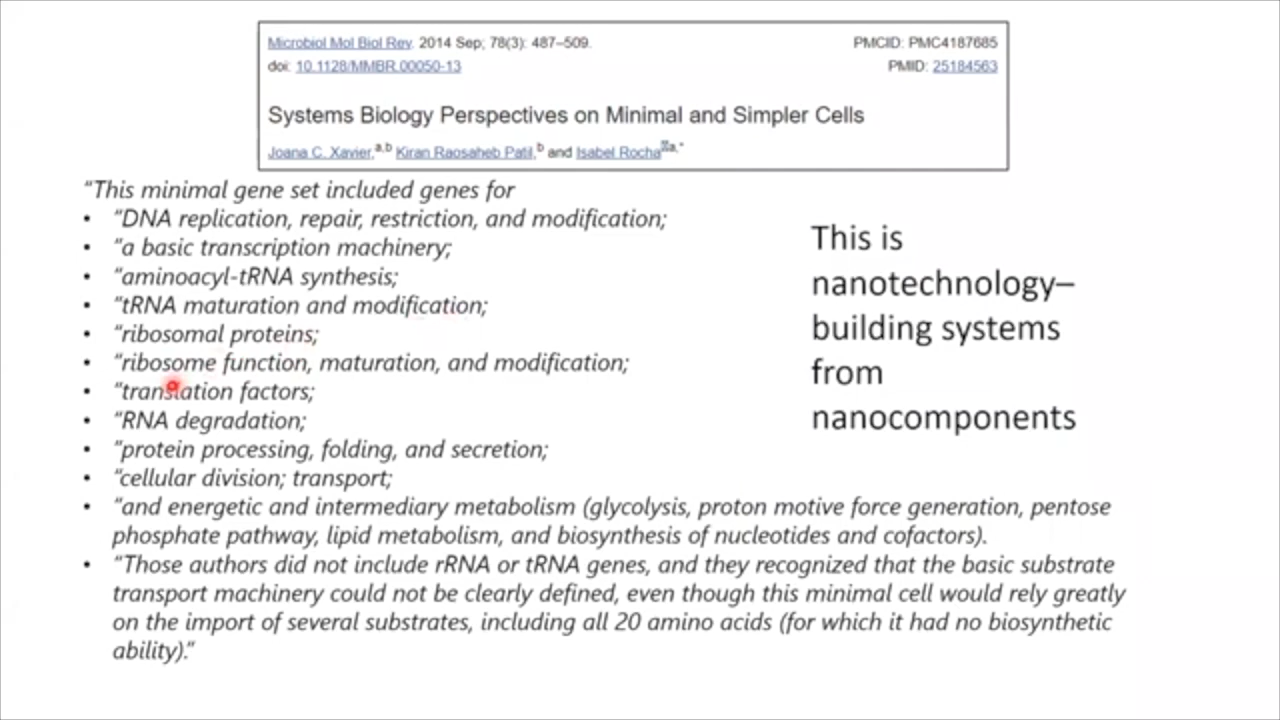 Microbiol Mol Biol Rev. 2014 Sep; 78(3): 487–509. PMCID: PMC4187685
doi: 10.1128/MMBR.00050-13 PMID: 25184563
Systems Biology Perspectives on Minimal and Simpler Cells
Joana C. Xavier,a,b Kiran Raosaheb Patil,b and Isabel Rocha✉a,*
“This minimal gene set included genes for
• “DNA replication, repair, restriction, and modification;
• “a basic transcription machinery;
• “aminoacyl-tRNA synthesis;
• “tRNA maturation and modification;
• “ribosomal proteins;
• “ribosome function, maturation, and modification;
• “translation factors;
• “RNA degradation;
• “protein processing, folding, and secretion;
• “cellular division; transport;
• “and energetic and intermediary metabolism (glycolysis, proton motive force generation, pentose
phosphate pathway, lipid metabolism, and biosynthesis of nucleotides and cofactors).
• “Those authors did not include rRNA or tRNA genes, and they recognized that the basic substrate
transport machinery could not be clearly defined, even though this minimal cell would rely greatly
on the import of several substrates, including all 20 amino acids (for which it had no biosynthetic
ability).”
This is
nanotechnology–
building systems
from
nanocomponents